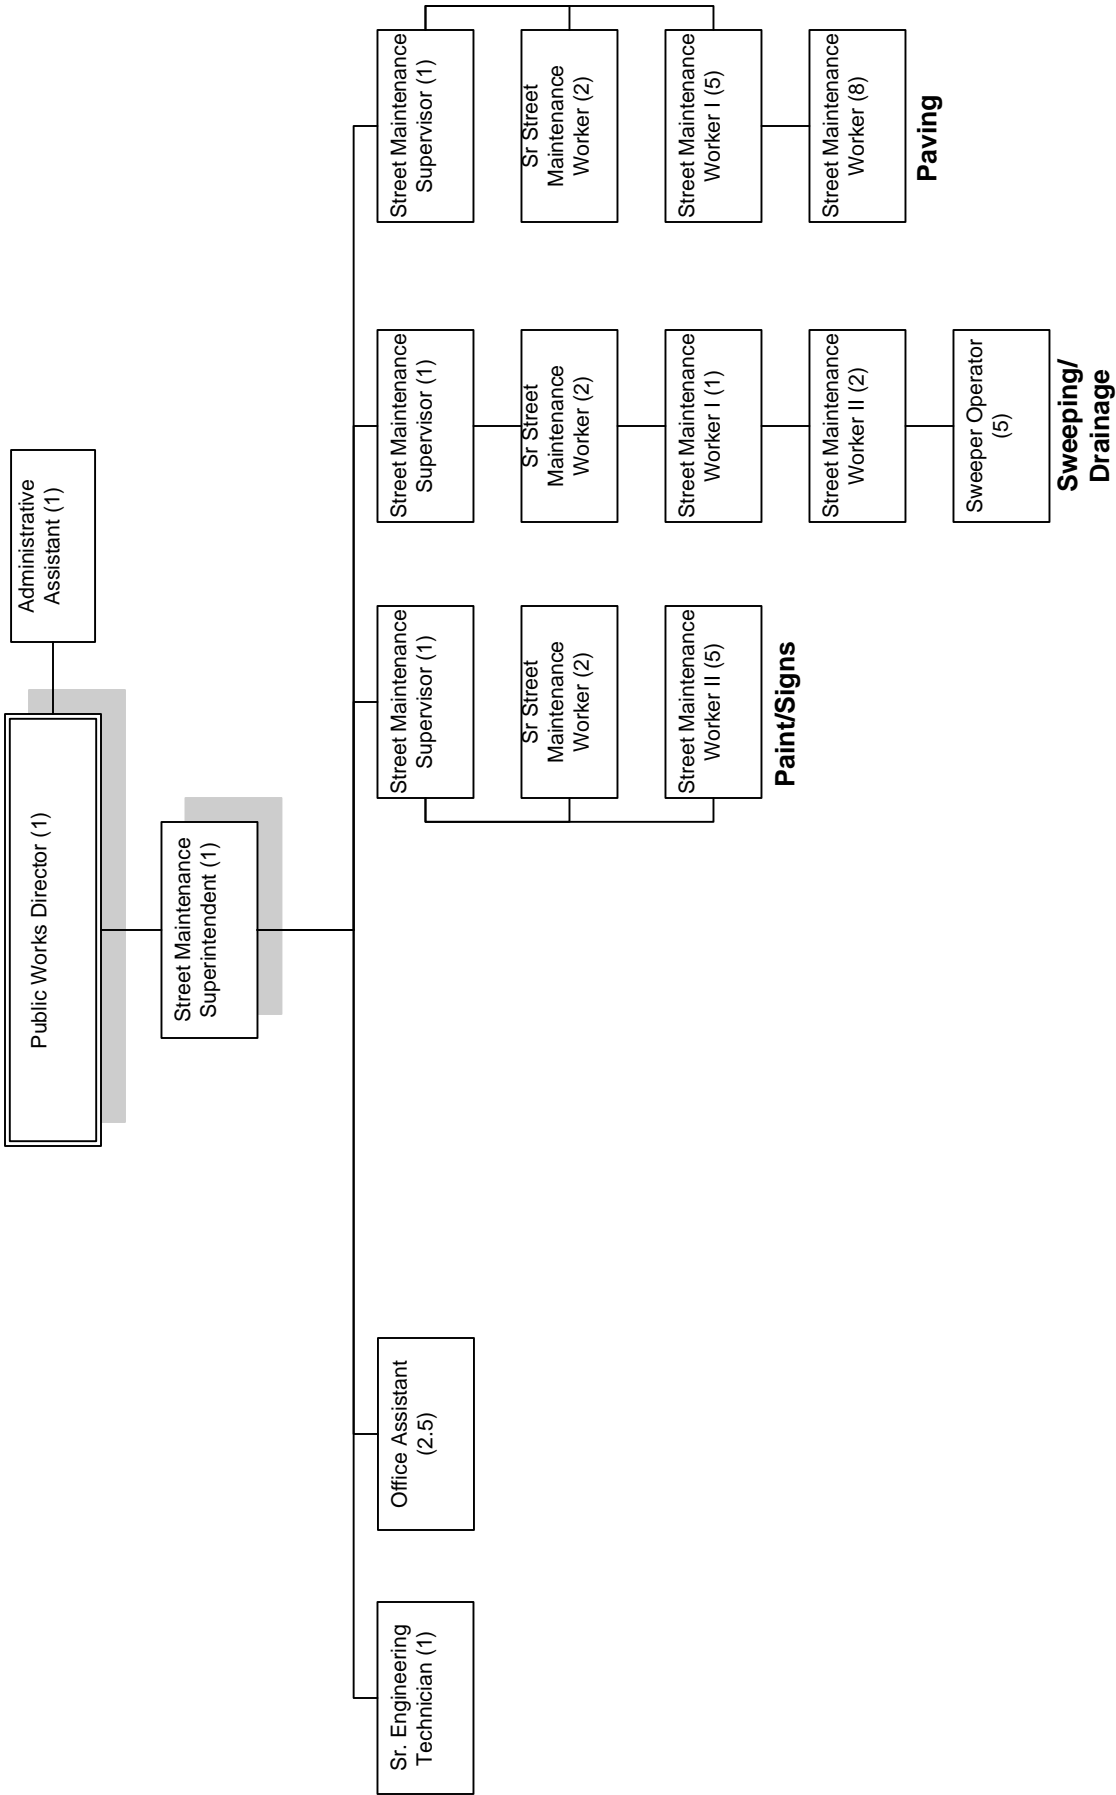 Public Works Director (1)
Administrative
Assistant (1)
Street Maintenance
Superintendent (1)
Sr. Engineering
Technician (1)
Office Assistant
(2.5)
Street Maintenance
Supervisor (1)
Sr Street
Maintenance
Worker (2)
Street Maintenance
Worker II (5)
Paint/Signs
Street Maintenance
Supervisor (1)
Sr Street
Maintenance
Worker (2)
Street Maintenance
Worker I (1)
Street Maintenance
Worker II (2)
Sweeper Operator
(5)
Sweeping/
Drainage
Street Maintenance
Supervisor (1)
Sr Street
Maintenance
Worker (2)
Street Maintenance
Worker I (5)
Street Maintenance
Worker (8)
Paving